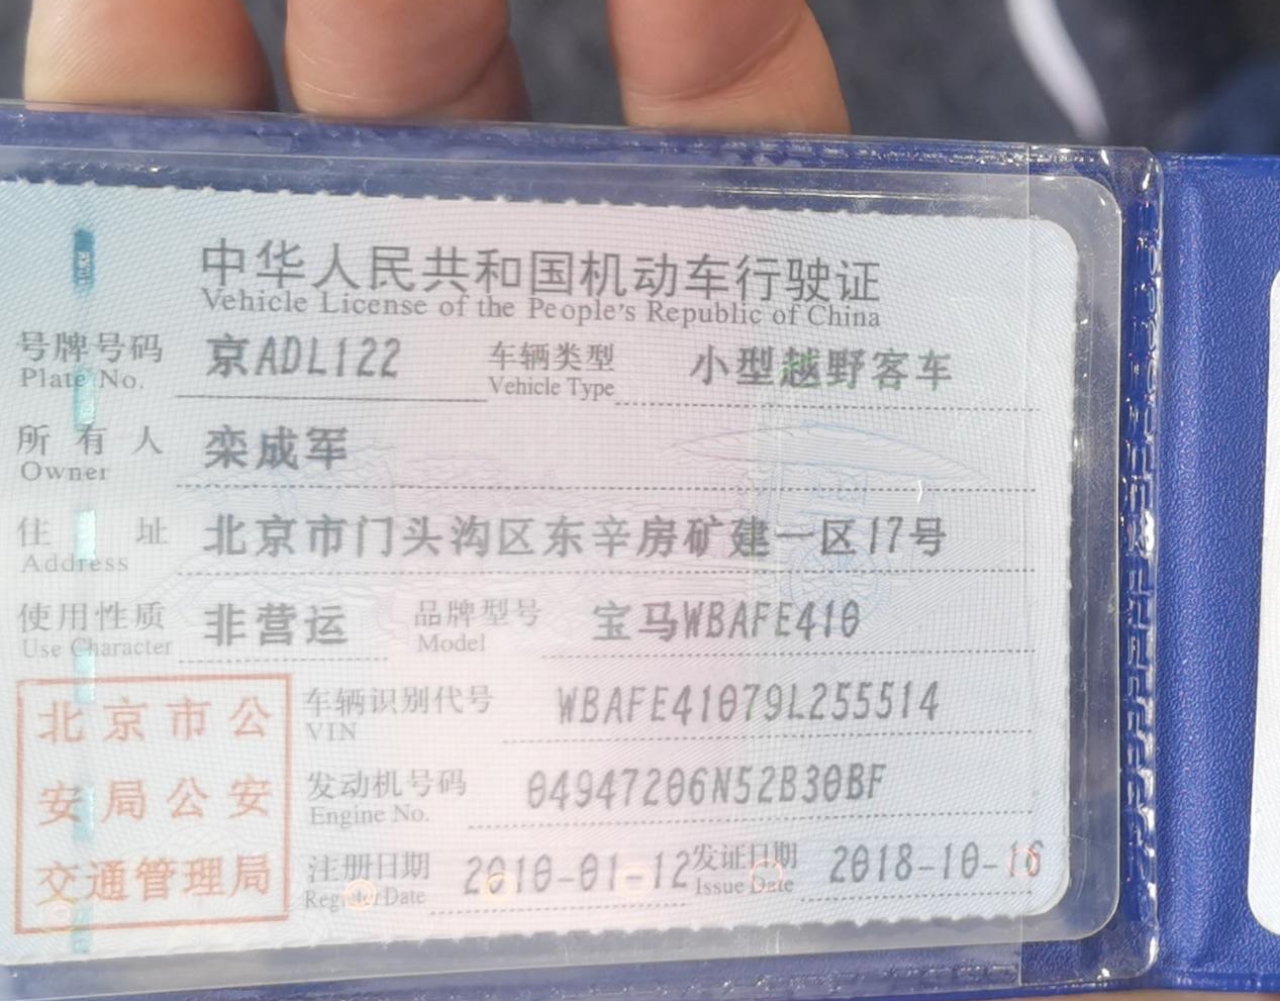 中华人民共和国机动车行驶证
Vehicle License of the People's Republic of China
号牌号码 京ADL122 车辆类型 小型越野客车
Plate No. Vehicle Type
所有人 栾成军
Owner
住址 北京市门头沟区东辛房矿建一区17号
Address
使用性质 非营运 品牌型号 宝马WBAFE410
Use Character Model
北京市公
安局公安
交通管理局
车辆识别代号 WBAFE41079L255514
VIN
发动机号码 04947206N52B30BF
Engine No.
注册日期 2010-01-12 发证日期 2018-10-16
Register Date Issue Date